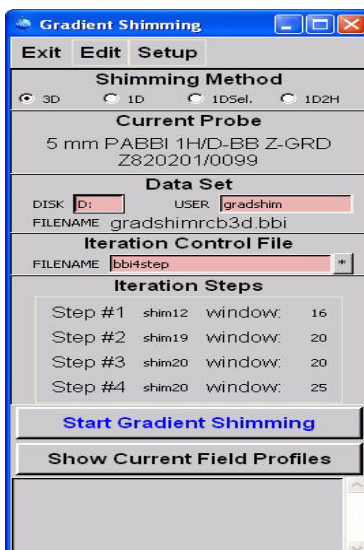 Gradient Shimming
Exit Edit Setup
Shimming Method
3D 1D 1DSel. 1D2H
Current Probe
5 mm PABBI 1H/D-BB Z-GRD
Z820201/0099
Data Set
DISK D: USER gradshim
FILENAME gradshimrcb3d.bbi
Iteration Control File
FILENAME bbi4step *
Iteration Steps
Step #1 shim12 window: 16
Step #2 shim19 window: 20
Step #3 shim20 window: 20
Step #4 shim20 window: 25
Start Gradient Shimming
Show Current Field Profiles